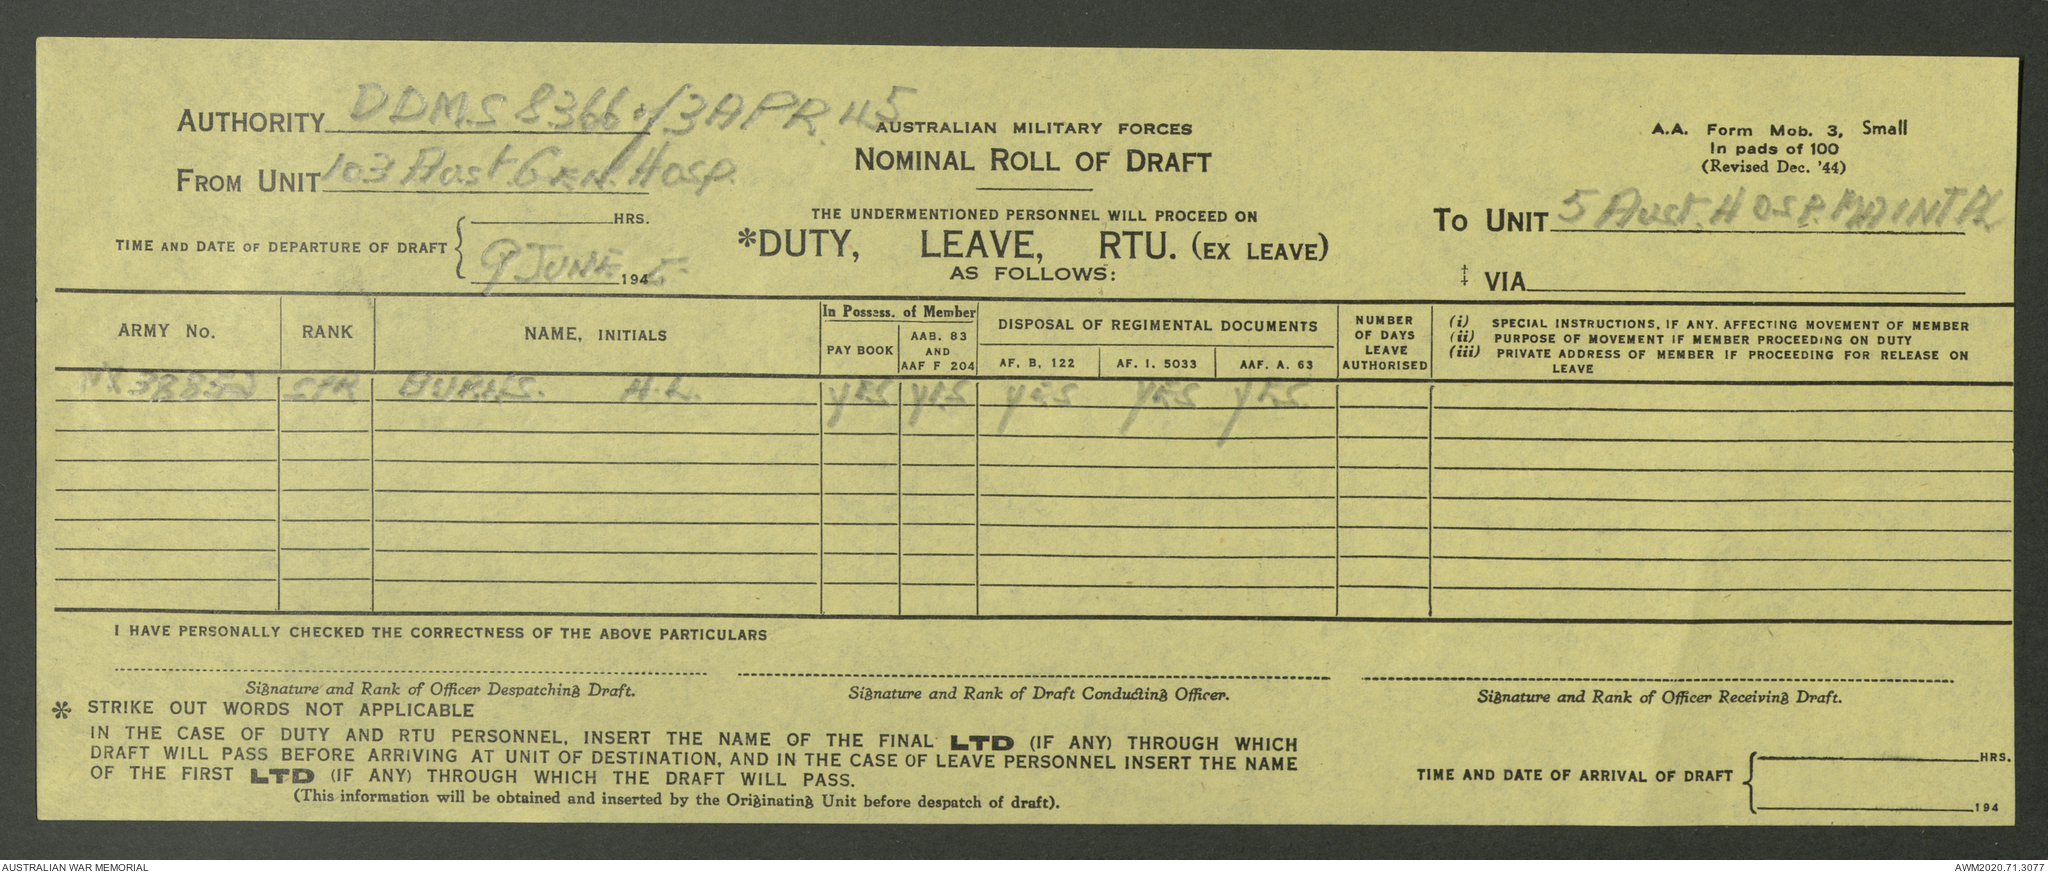 AUTHORITY DDMS 8366 of 3 APR. 45
AUSTRALIAN MILITARY FORCES
NOMINAL ROLL OF DRAFT
A.A. Form Mob. 3, Small
In pads of 100
(Revised Dec. '44)
FROM UNIT 103 Aust. GEN. Hosp.
THE UNDERMENTIONED PERSONNEL WILL PROCEED ON
*DUTY, LEAVE, RTU. (EX LEAVE)
AS FOLLOWS:
TO UNIT 5 Aust. HOSP. MAINT PL
‡ VIA
TIME AND DATE OF DEPARTURE OF DRAFT { HRS.
9 JUNE 1945
ARMY No. RANK NAME, INITIALS In Possess. of Member DISPOSAL OF REGIMENTAL DOCUMENTS NUMBER OF DAYS LEAVE AUTHORISED
PAY BOOK AAB. 83 AND AAF F 204 AF. B, 122 AF. I. 5033 AAF. A. 63
(i) SPECIAL INSTRUCTIONS, IF ANY, AFFECTING MOVEMENT OF MEMBER
(ii) PURPOSE OF MOVEMENT IF MEMBER PROCEEDING ON DUTY
(iii) PRIVATE ADDRESS OF MEMBER IF PROCEEDING FOR RELEASE ON
LEAVE
BURNS. H.L. YES YES YES YES YES
I HAVE PERSONALLY CHECKED THE CORRECTNESS OF THE ABOVE PARTICULARS
Signature and Rank of Officer Despatching Draft.
Signature and Rank of Draft Conducting Officer.
Signature and Rank of Officer Receiving Draft.
* STRIKE OUT WORDS NOT APPLICABLE
IN THE CASE OF DUTY AND RTU PERSONNEL, INSERT THE NAME OF THE FINAL LTD (IF ANY) THROUGH WHICH
DRAFT WILL PASS BEFORE ARRIVING AT UNIT OF DESTINATION, AND IN THE CASE OF LEAVE PERSONNEL INSERT THE NAME
OF THE FIRST LTD (IF ANY) THROUGH WHICH THE DRAFT WILL PASS.
(This information will be obtained and inserted by the Originating Unit before despatch of draft).
TIME AND DATE OF ARRIVAL OF DRAFT { HRS.
194
AUSTRALIAN WAR MEMORIAL
AWM2020.71.3077